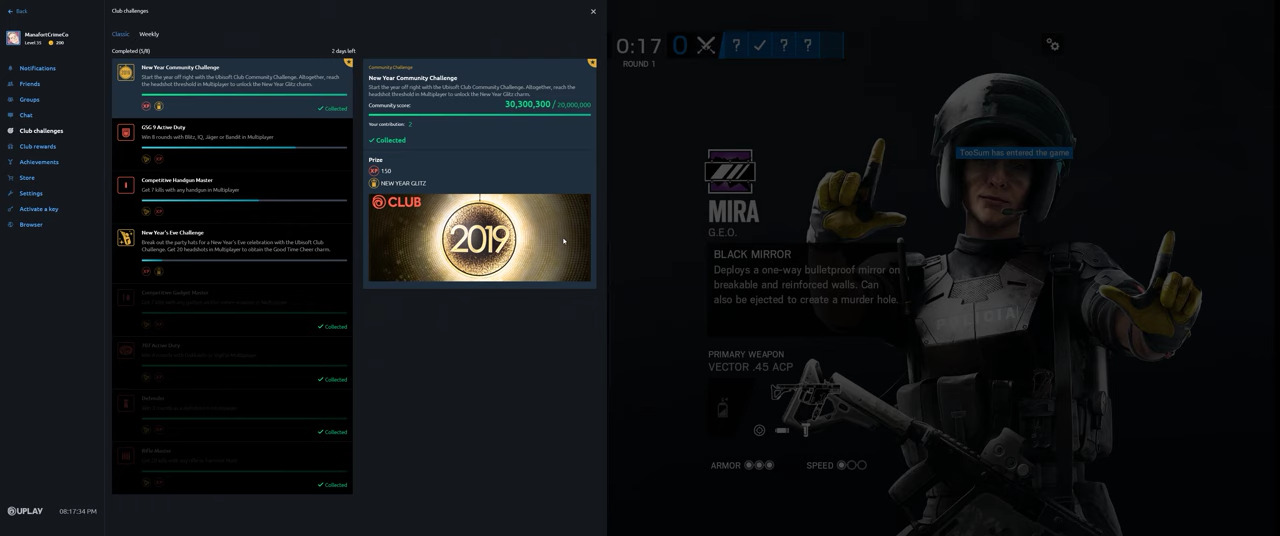 Back
ManafortCrimeCo
Level 35 200
Notifications
Friends
Groups
Chat
Club challenges
Club rewards
Achievements
Store
Settings
Activate a key
Browser
UPLAY
08:17:34 PM
Club challenges
Classic Weekly
Completed (5/8) 2 days left
New Year Community Challenge
Start the year off right with the Ubisoft Club Community Challenge. Altogether, reach
the headshot threshold in Multiplayer to unlock the New Year Glitz charm.
XP
Collected
GSG 9 Active Duty
Win 8 rounds with Blitz, IQ, Jäger or Bandit in Multiplayer
XP
Competitive Handgun Master
Get 7 kills with any handgun in Multiplayer
XP
New Year's Eve Challenge
Break out the party hats for a New Year's Eve celebration with the Ubisoft Club
Challenge. Get 20 headshots in Multiplayer to obtain the Good Time Cheer charm.
XP
Collected
Collected
Collected
Collected
Community Challenge
New Year Community Challenge
Start the year off right with the Ubisoft Club Community Challenge. Altogether, reach the
headshot threshold in Multiplayer to unlock the New Year Glitz charm.
Community score: 30,300,300 / 20,000,000
Your contribution: 2
Collected
Prize
XP 150
NEW YEAR GLITZ
CLUB
2019
0:17 0 ? ? ?
ROUND 1
TooSum has entered the game
MIRA
G.E.O.
BLACK MIRROR
Deploys a one-way bulletproof mirror on
breakable and reinforced walls. Can
also be ejected to create a murder hole.
POLICIA
PRIMARY WEAPON
VECTOR .45 ACP
ARMOR SPEED